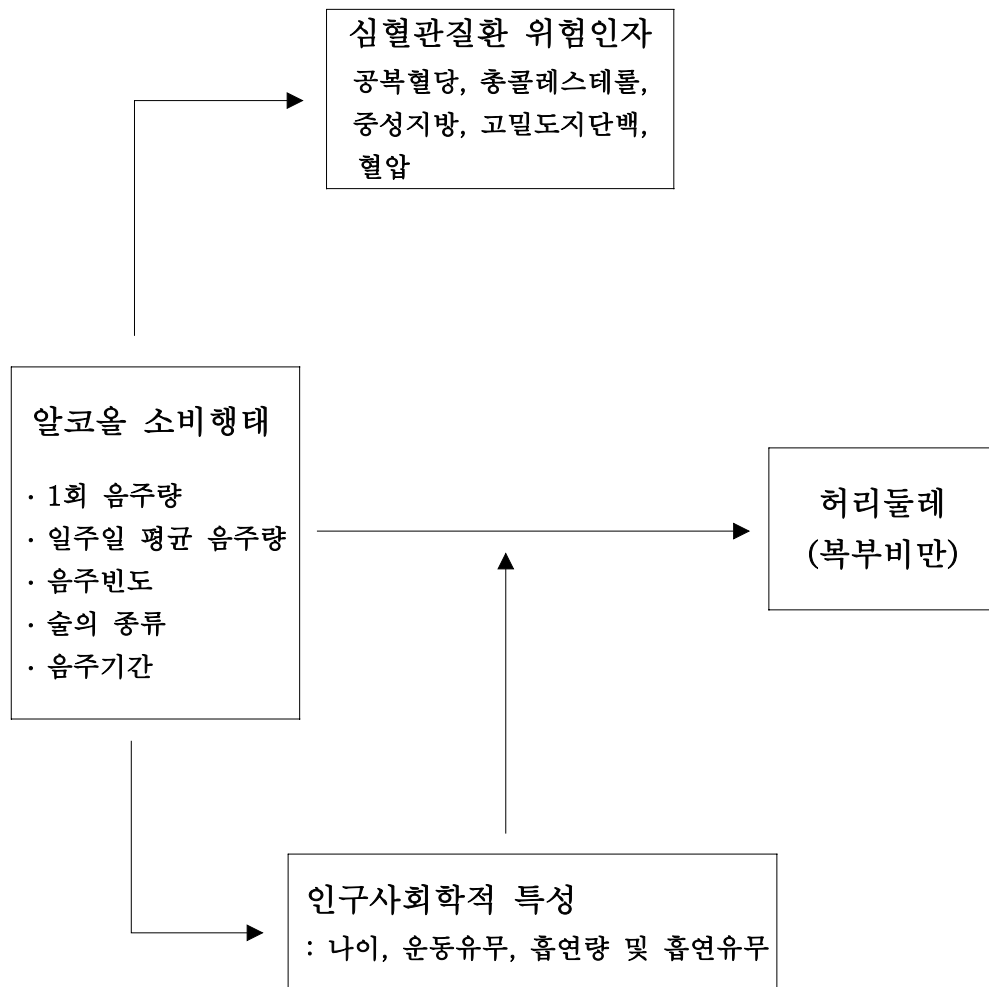 심혈관질환 위험인자
공복혈당, 총콜레스테롤,
중성지방, 고밀도지단백,
혈압
알코올 소비행태
· 1회 음주량
· 일주일 평균 음주량
· 음주빈도
· 술의 종류
· 음주기간
허리둘레
(복부비만)
인구사회학적 특성
: 나이, 운동유무, 흡연량 및 흡연유무